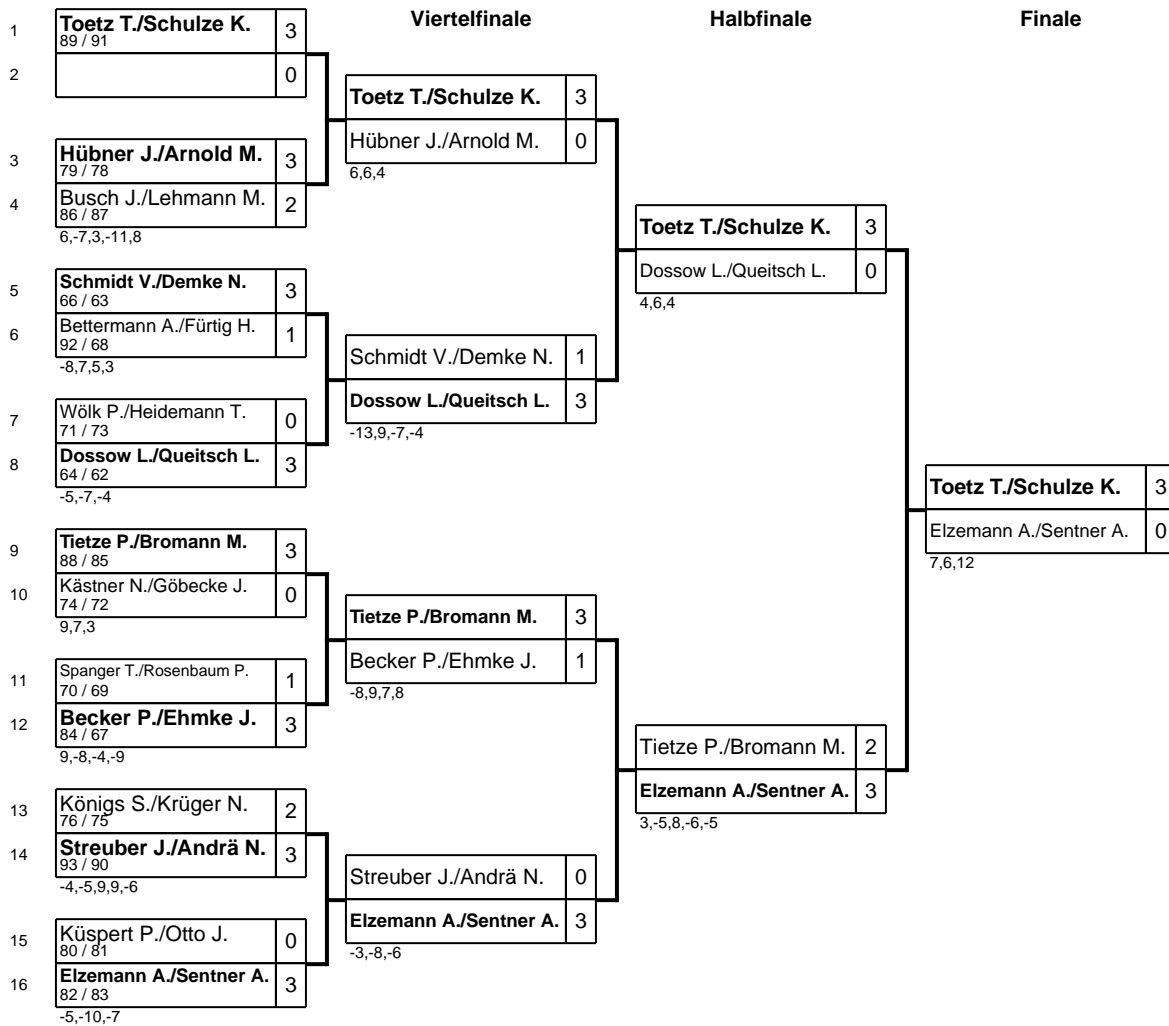 Viertelfinale
Halbfinale
Finale
1
Toetz T./Schulze K. 3
89 / 91
2
0
3
Hübner J./Arnold M. 3
79 / 78
4
Busch J./Lehmann M. 2
86 / 87
6,-7,3,-11,8
5
Schmidt V./Demke N. 3
66 / 63
6
Bettermann A./Fürtig H. 1
92 / 68
-8,7,5,3
7
Wölk P./Heidemann T. 0
71 / 73
8
Dossow L./Queitsch L. 3
64 / 62
-5,-7,-4
9
Tietze P./Bromann M. 3
88 / 85
10
Kästner N./Göbecke J. 0
74 / 72
9,7,3
11
Spanger T./Rosenbaum P. 1
70 / 69
12
Becker P./Ehmke J. 3
84 / 67
9,-8,-4,-9
13
Königs S./Krüger N. 2
76 / 75
14
Streuber J./Andrä N. 3
93 / 90
-4,-5,9,9,-6
15
Küspert P./Otto J. 0
80 / 81
16
Elzemann A./Sentner A. 3
82 / 83
-5,-10,-7
Toetz T./Schulze K. 3
Hübner J./Arnold M. 0
6,6,4
Schmidt V./Demke N. 1
Dossow L./Queitsch L. 3
-13,9,-7,-4
Tietze P./Bromann M. 3
Becker P./Ehmke J. 1
-8,9,7,8
Streuber J./Andrä N. 0
Elzemann A./Sentner A. 3
-3,-8,-6
Toetz T./Schulze K. 3
Dossow L./Queitsch L. 0
4,6,4
Tietze P./Bromann M. 2
Elzemann A./Sentner A. 3
3,-5,8,-6,-5
Toetz T./Schulze K. 3
Elzemann A./Sentner A. 0
7,6,12